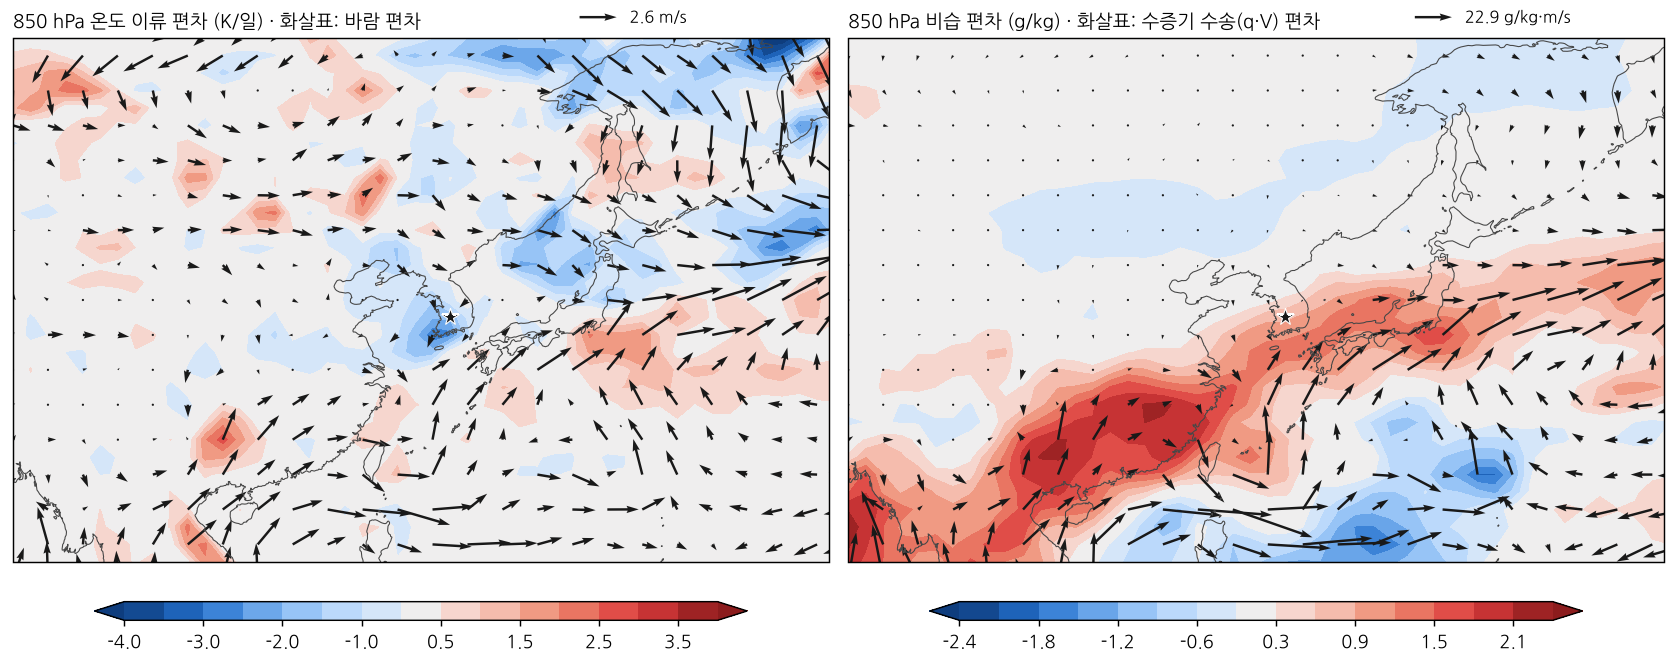 850 hPa 온도 이류 편차 (K/일) · 화살표: 바람 편차
2.6 m/s
850 hPa 비습 편차 (g/kg) · 화살표: 수증기 수송(q·V) 편차
22.9 g/kg·m/s
-4.0 -3.0 -2.0 -1.0 0.5 1.5 2.5 3.5
-2.4 -1.8 -1.2 -0.6 0.3 0.9 1.5 2.1